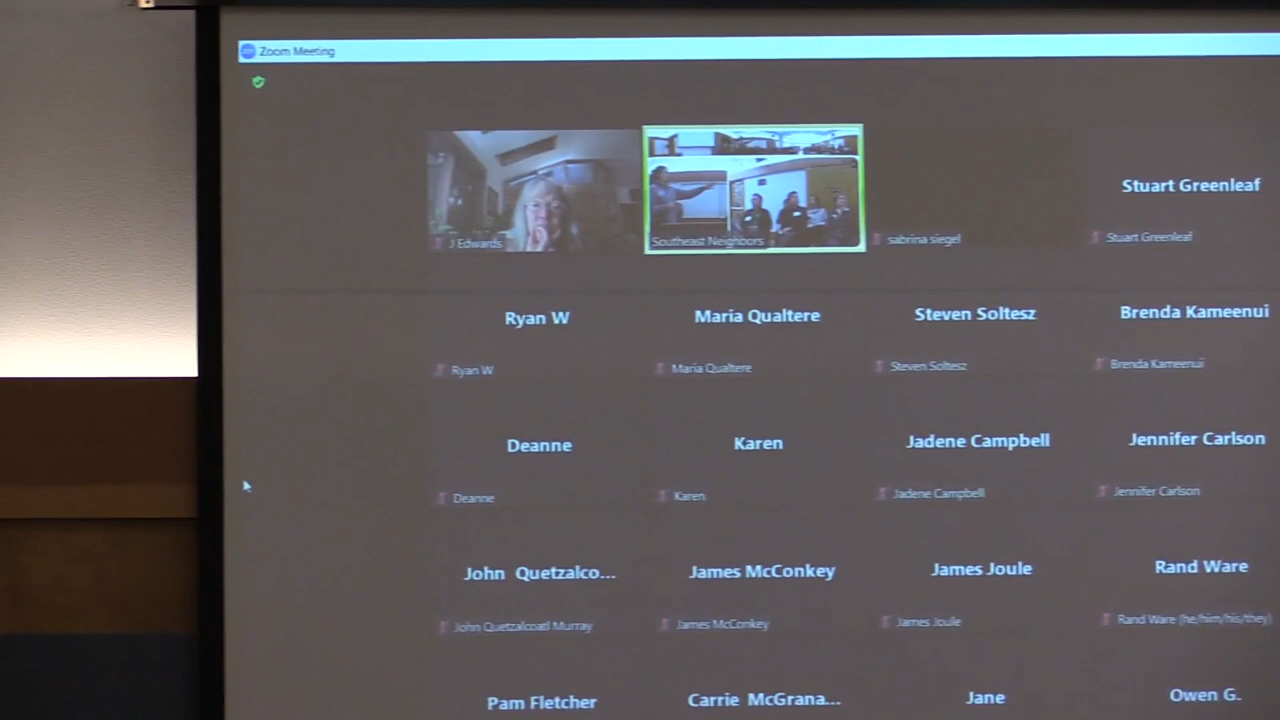 Zoom Meeting
Stuart Greenleaf
J Edwards
Southeast Neighbors
sabrina siegel
Stuart Greenleaf
Ryan W
Maria Qualtere
Steven Soltesz
Brenda Kameenui
Ryan W
Maria Qualtere
Steven Soltesz
Brenda Kameenui
Deanne
Karen
Jadene Campbell
Jennifer Carlson
Deanne
Karen
Jadene Campbell
Jennifer Carlson
John Quetzalco...
James McConkey
James Joule
Rand Ware
John Quetzalcoatl Murray
James McConkey
James Joule
Rand Ware (he/him/his/they)
Pam Fletcher
Carrie McGrana...
Jane
Owen G.